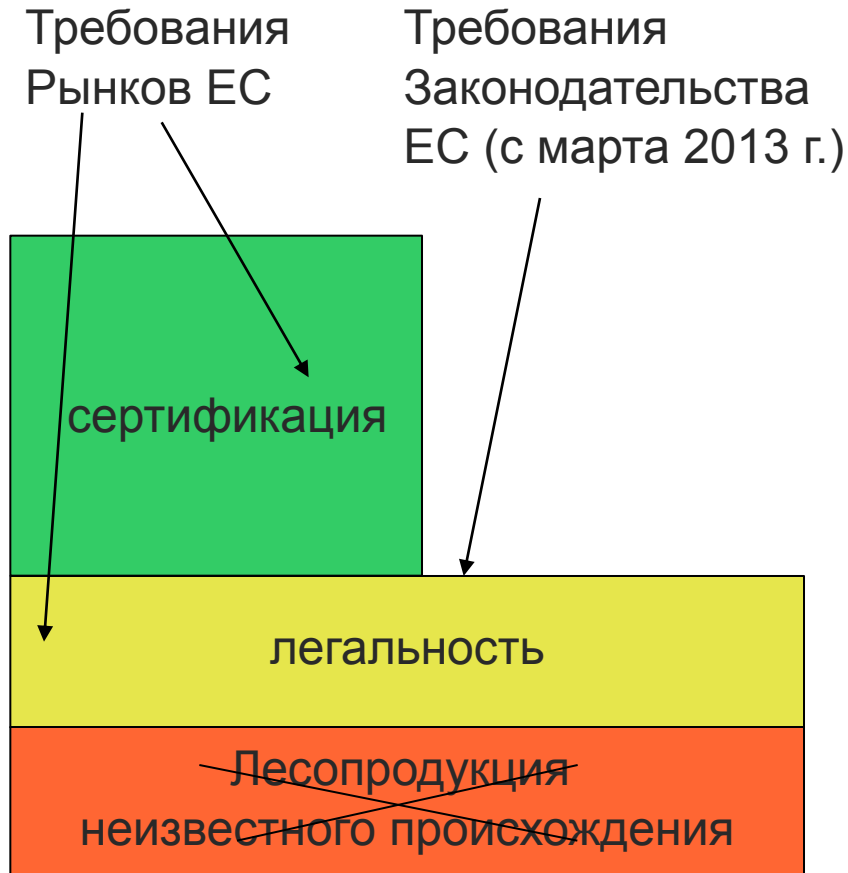 Требования
Рынков ЕС
Требования
Законодательства
ЕС (с марта 2013 г.)
сертификация
легальность
Лесопродукция
неизвестного происхождения